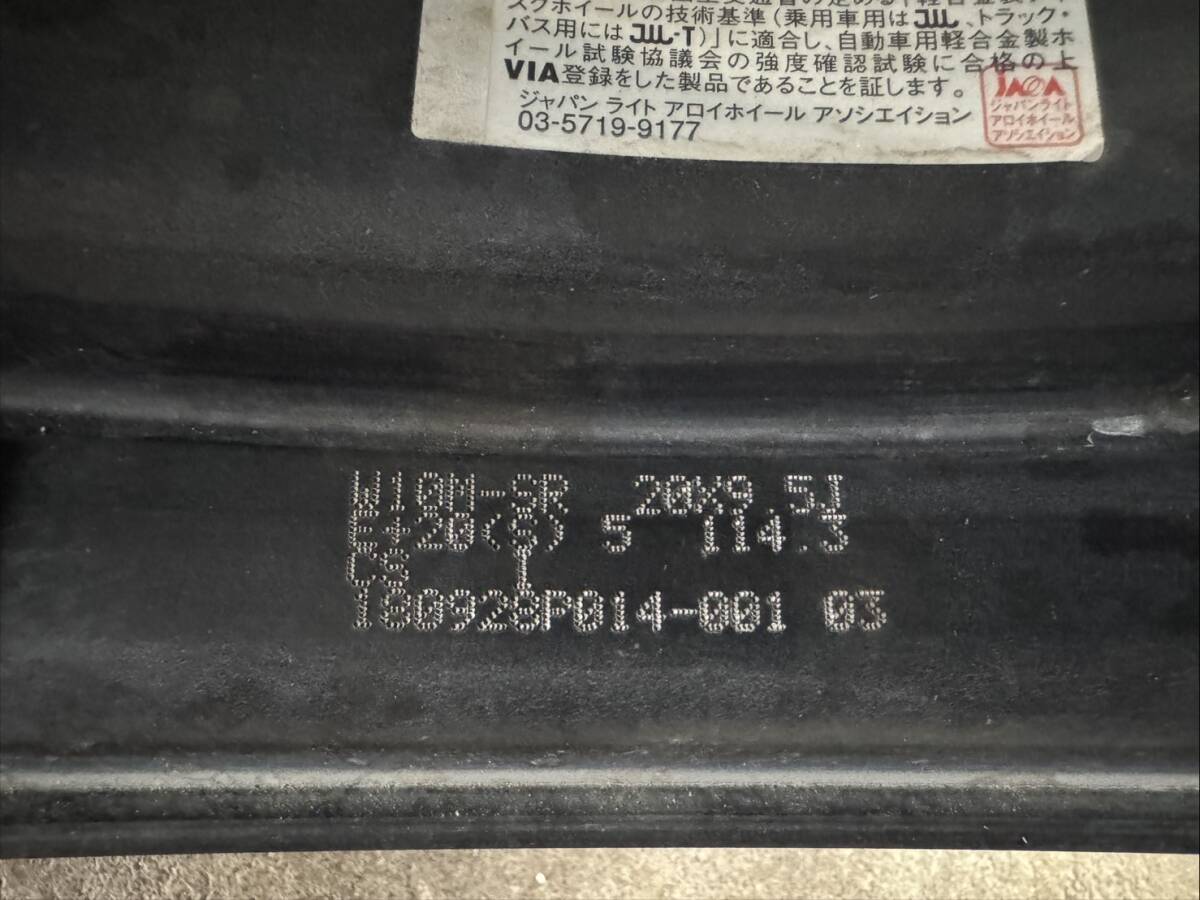 スクホイールの技術基準(乗用車用はJWL、トラック・
バス用にはJWL-T)」に適合し、自動車用軽合金製ホ
イール試験協議会の強度確認試験に合格の上
VIA登録をした製品であることを証します。
ジャパン ライト アロイホイール アソシエイション
03-5719-9177
JAWA
ジャパンライト
アロイホイール
アソシエイション
W10M-SR 20X9.5J
E+20(S) 5 114.3
CS I
180928P014-001 03